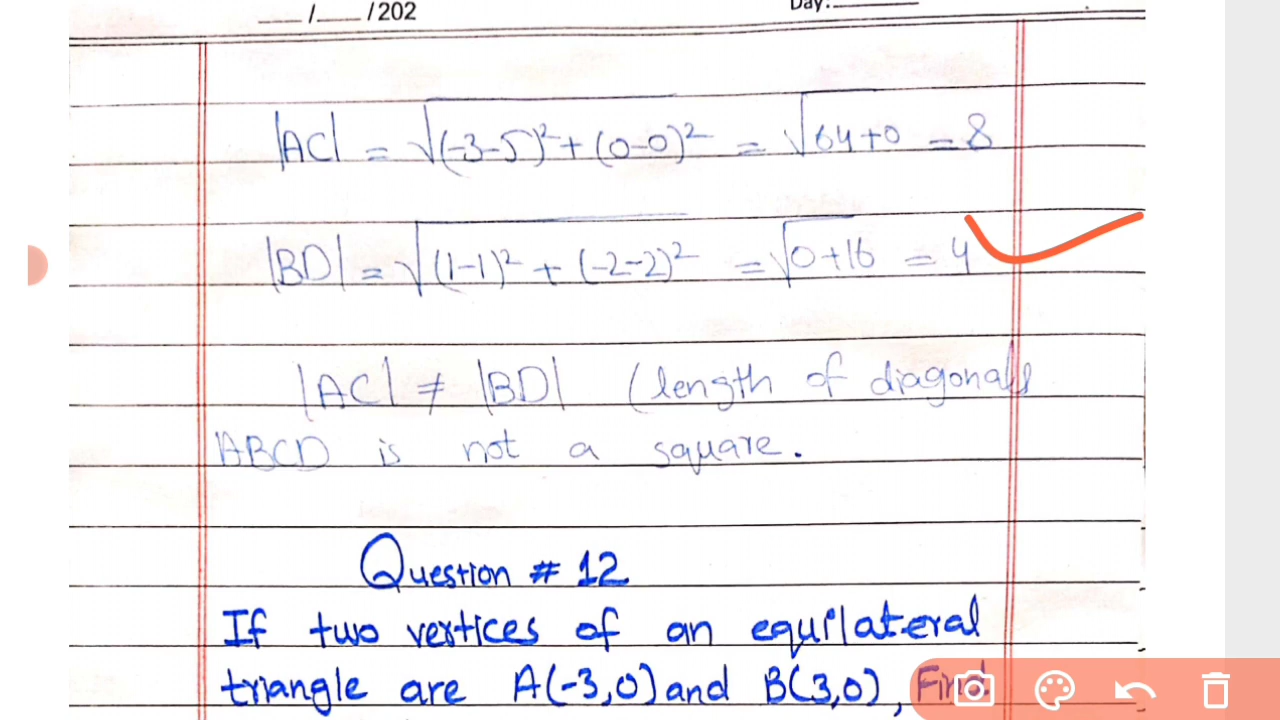 ___/___/202
Day:______
|AC| = √(-3-5)²+(0-0)² = √64+0 = 8
|BD| = √(1-1)² + (-2-2)² = √0+16 = 4
|AC| ≠ |BD| (length of diagonals
ABCD is not a square.
Question # 12
If two vertices of an equilateral
triangle are A(-3,0) and B(3,0), Find